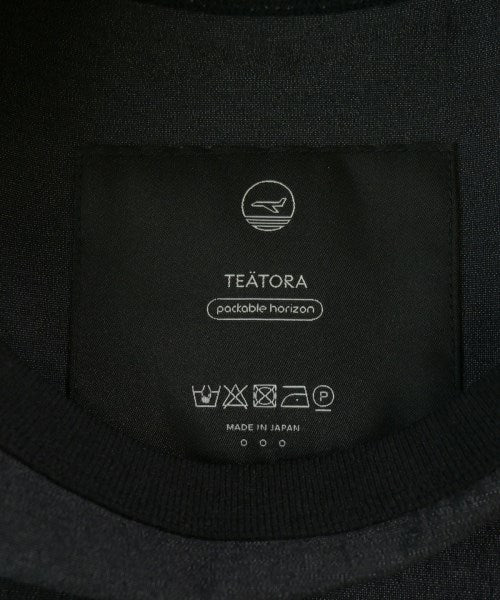 TEÄTORA
packable horizon
P
MADE IN JAPAN